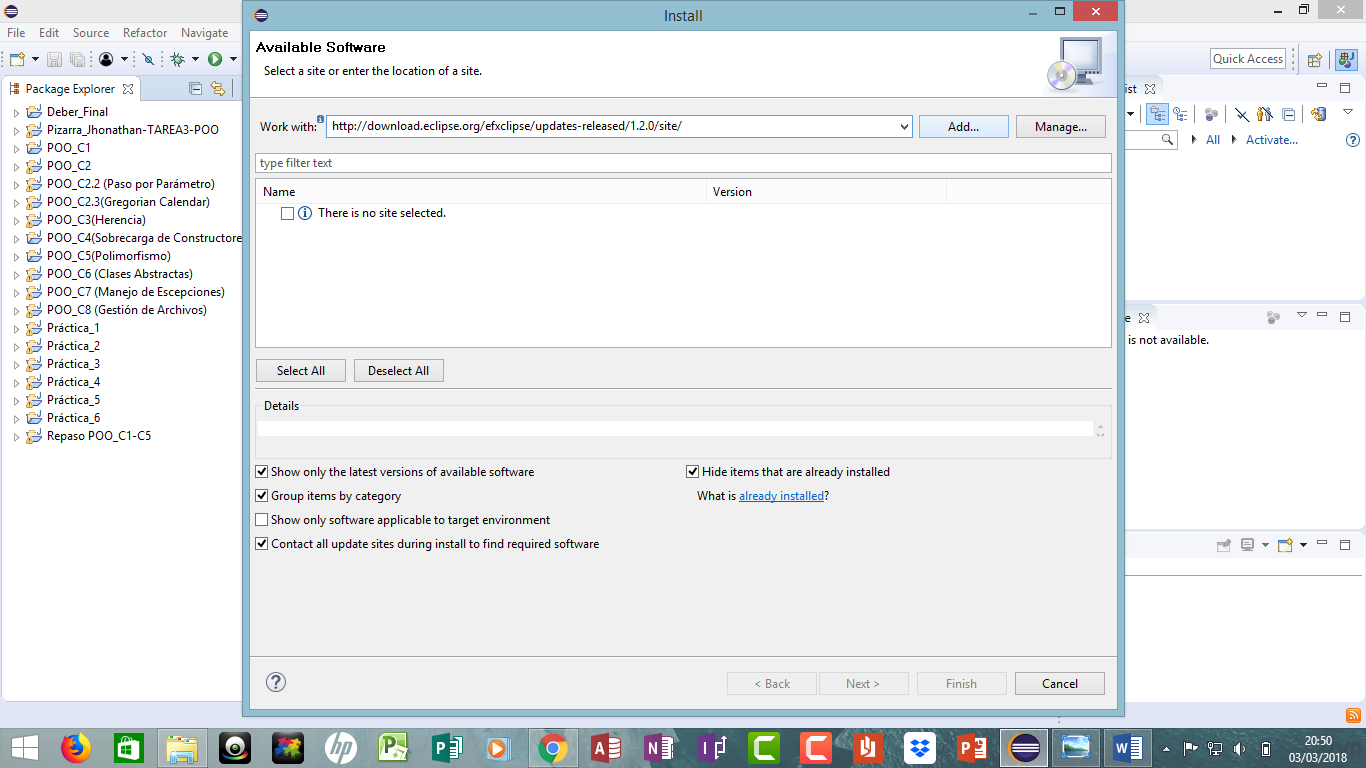 Install
File Edit Source Refactor Navigate
Quick Access
Package Explorer
Deber_Final
Pizarra_Jhonathan-TAREA3-POO
POO_C1
POO_C2
POO_C2.2 (Paso por Parámetro)
POO_C2.3(Gregorian Calendar)
POO_C3(Herencia)
POO_C4(Sobrecarga de Constructore
POO_C5(Polimorfismo)
POO_C6 (Clases Abstractas)
POO_C7 (Manejo de Escepciones)
POO_C8 (Gestión de Archivos)
Práctica_1
Práctica_2
Práctica_3
Práctica_4
Práctica_5
Práctica_6
Repaso POO_C1-C5
Available Software
Select a site or enter the location of a site.
Work with: http://download.eclipse.org/efxclipse/updates-released/1.2.0/site/ Add... Manage...
type filter text
Name Version
There is no site selected.
Select All Deselect All
Details
Show only the latest versions of available software Hide items that are already installed
Group items by category What is already installed?
Show only software applicable to target environment
Contact all update sites during install to find required software
< Back Next > Finish Cancel
ist
All Activate...
e
is not available.
20:50
03/03/2018